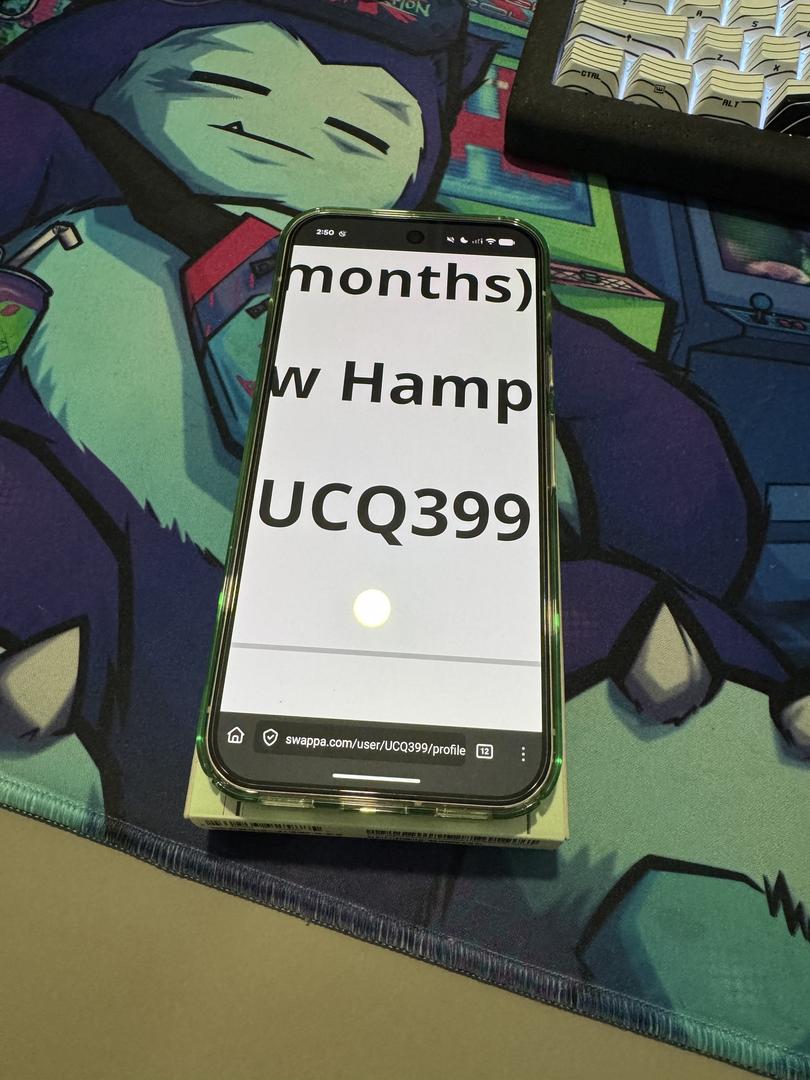 2:50
months)
w Hamp
UCQ399
swappa.com/user/UCQ399/profile
12
A
S
Z
X
CTRL
ALT